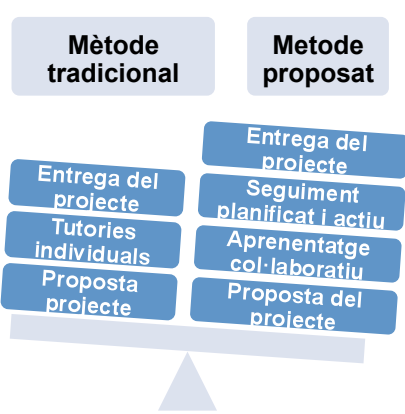 Mètode
tradicional
Metode
proposat
Entrega del
projecte
Tutories
individuals
Proposta
projecte
Entrega del
projecte
Seguiment
planificat i actiu
Aprenentatge
col·laboratiu
Proposta del
projecte